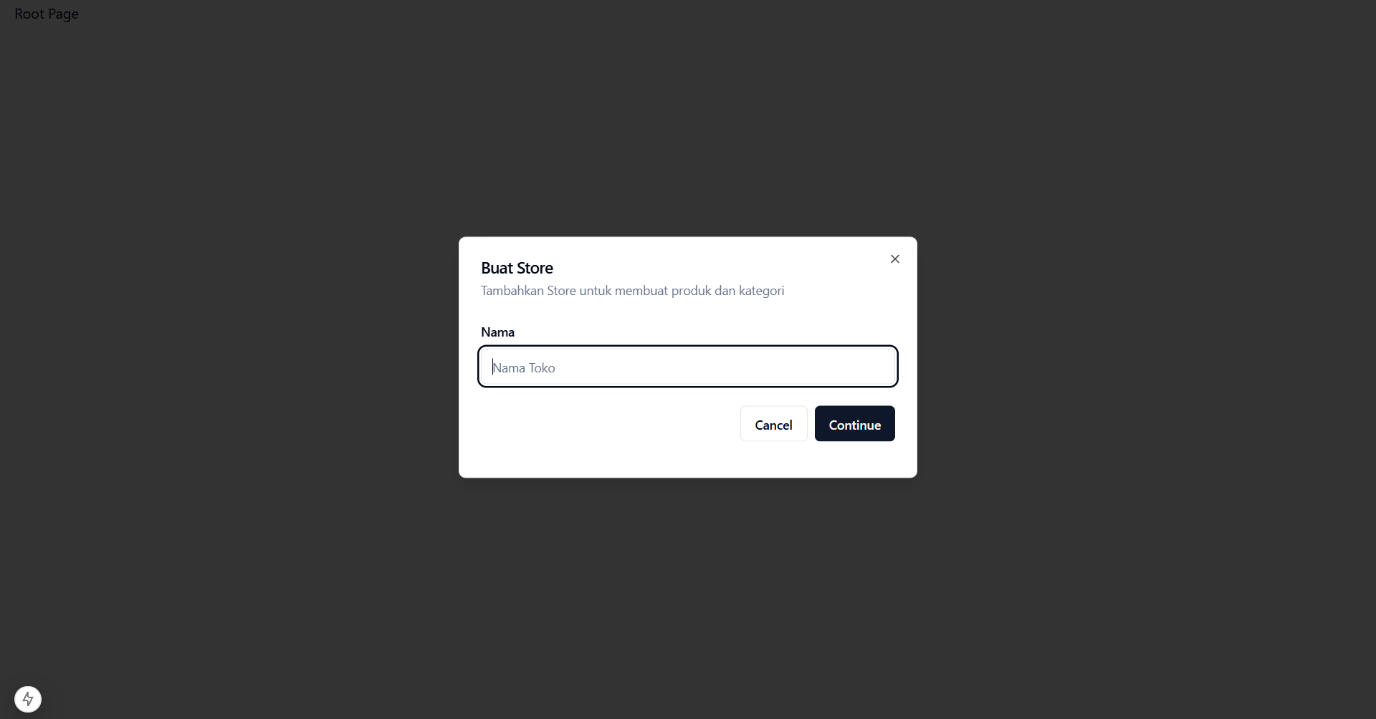 Root Page
Buat Store
Tambahkan Store untuk membuat produk dan kategori
Nama
Nama Toko
Cancel
Continue